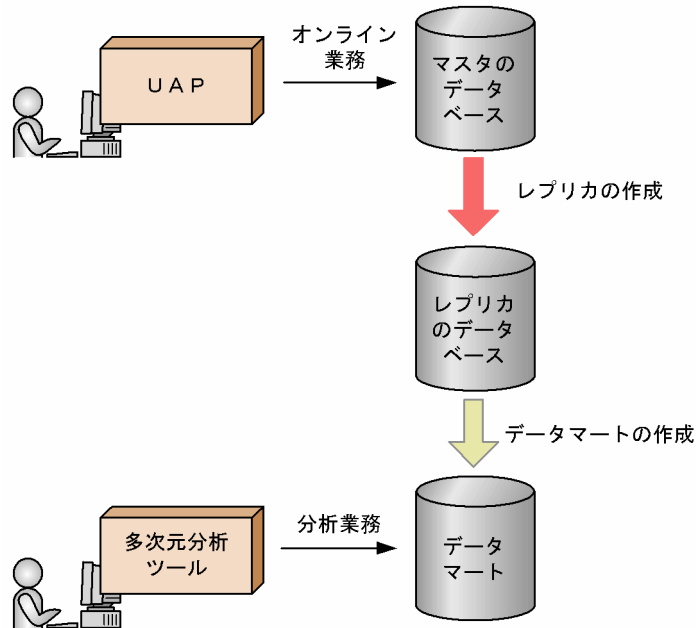 オンライン
業務
UAP
マスタの
データ
ベース
レプリカの作成
レプリカ
のデータ
ベース
データマートの作成
多次元分析
ツール
分析業務
データ
マート